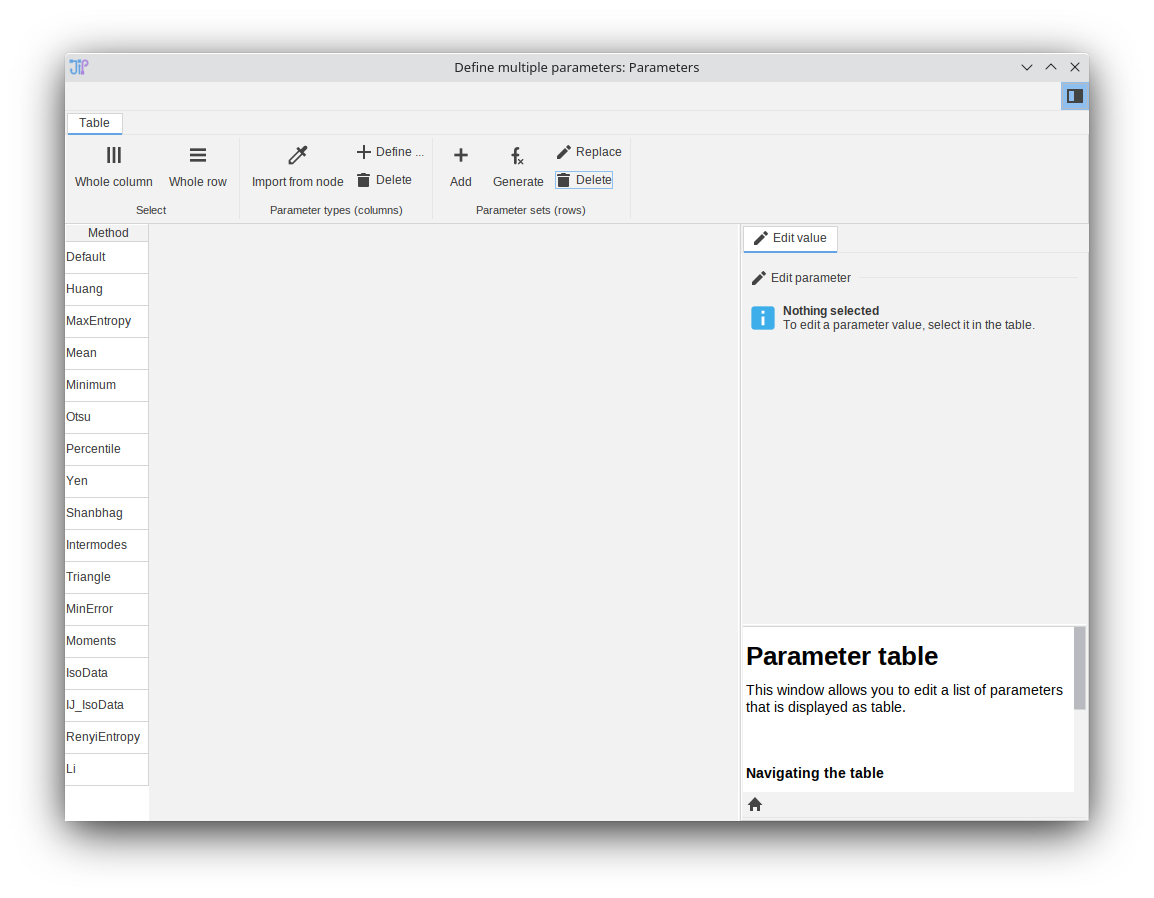 JIP
Define multiple parameters: Parameters
Table
Whole column
Whole row
Select
Import from node
Define ...
Delete
Parameter types (columns)
Add
Generate
Replace
Delete
Parameter sets (rows)
Method
Default
Huang
MaxEntropy
Mean
Minimum
Otsu
Percentile
Yen
Shanbhag
Intermodes
Triangle
MinError
Moments
IsoData
IJ_IsoData
RenyiEntropy
Li
Edit value
Edit parameter
Nothing selected
To edit a parameter value, select it in the table.
Parameter table
This window allows you to edit a list of parameters
that is displayed as table.
Navigating the table